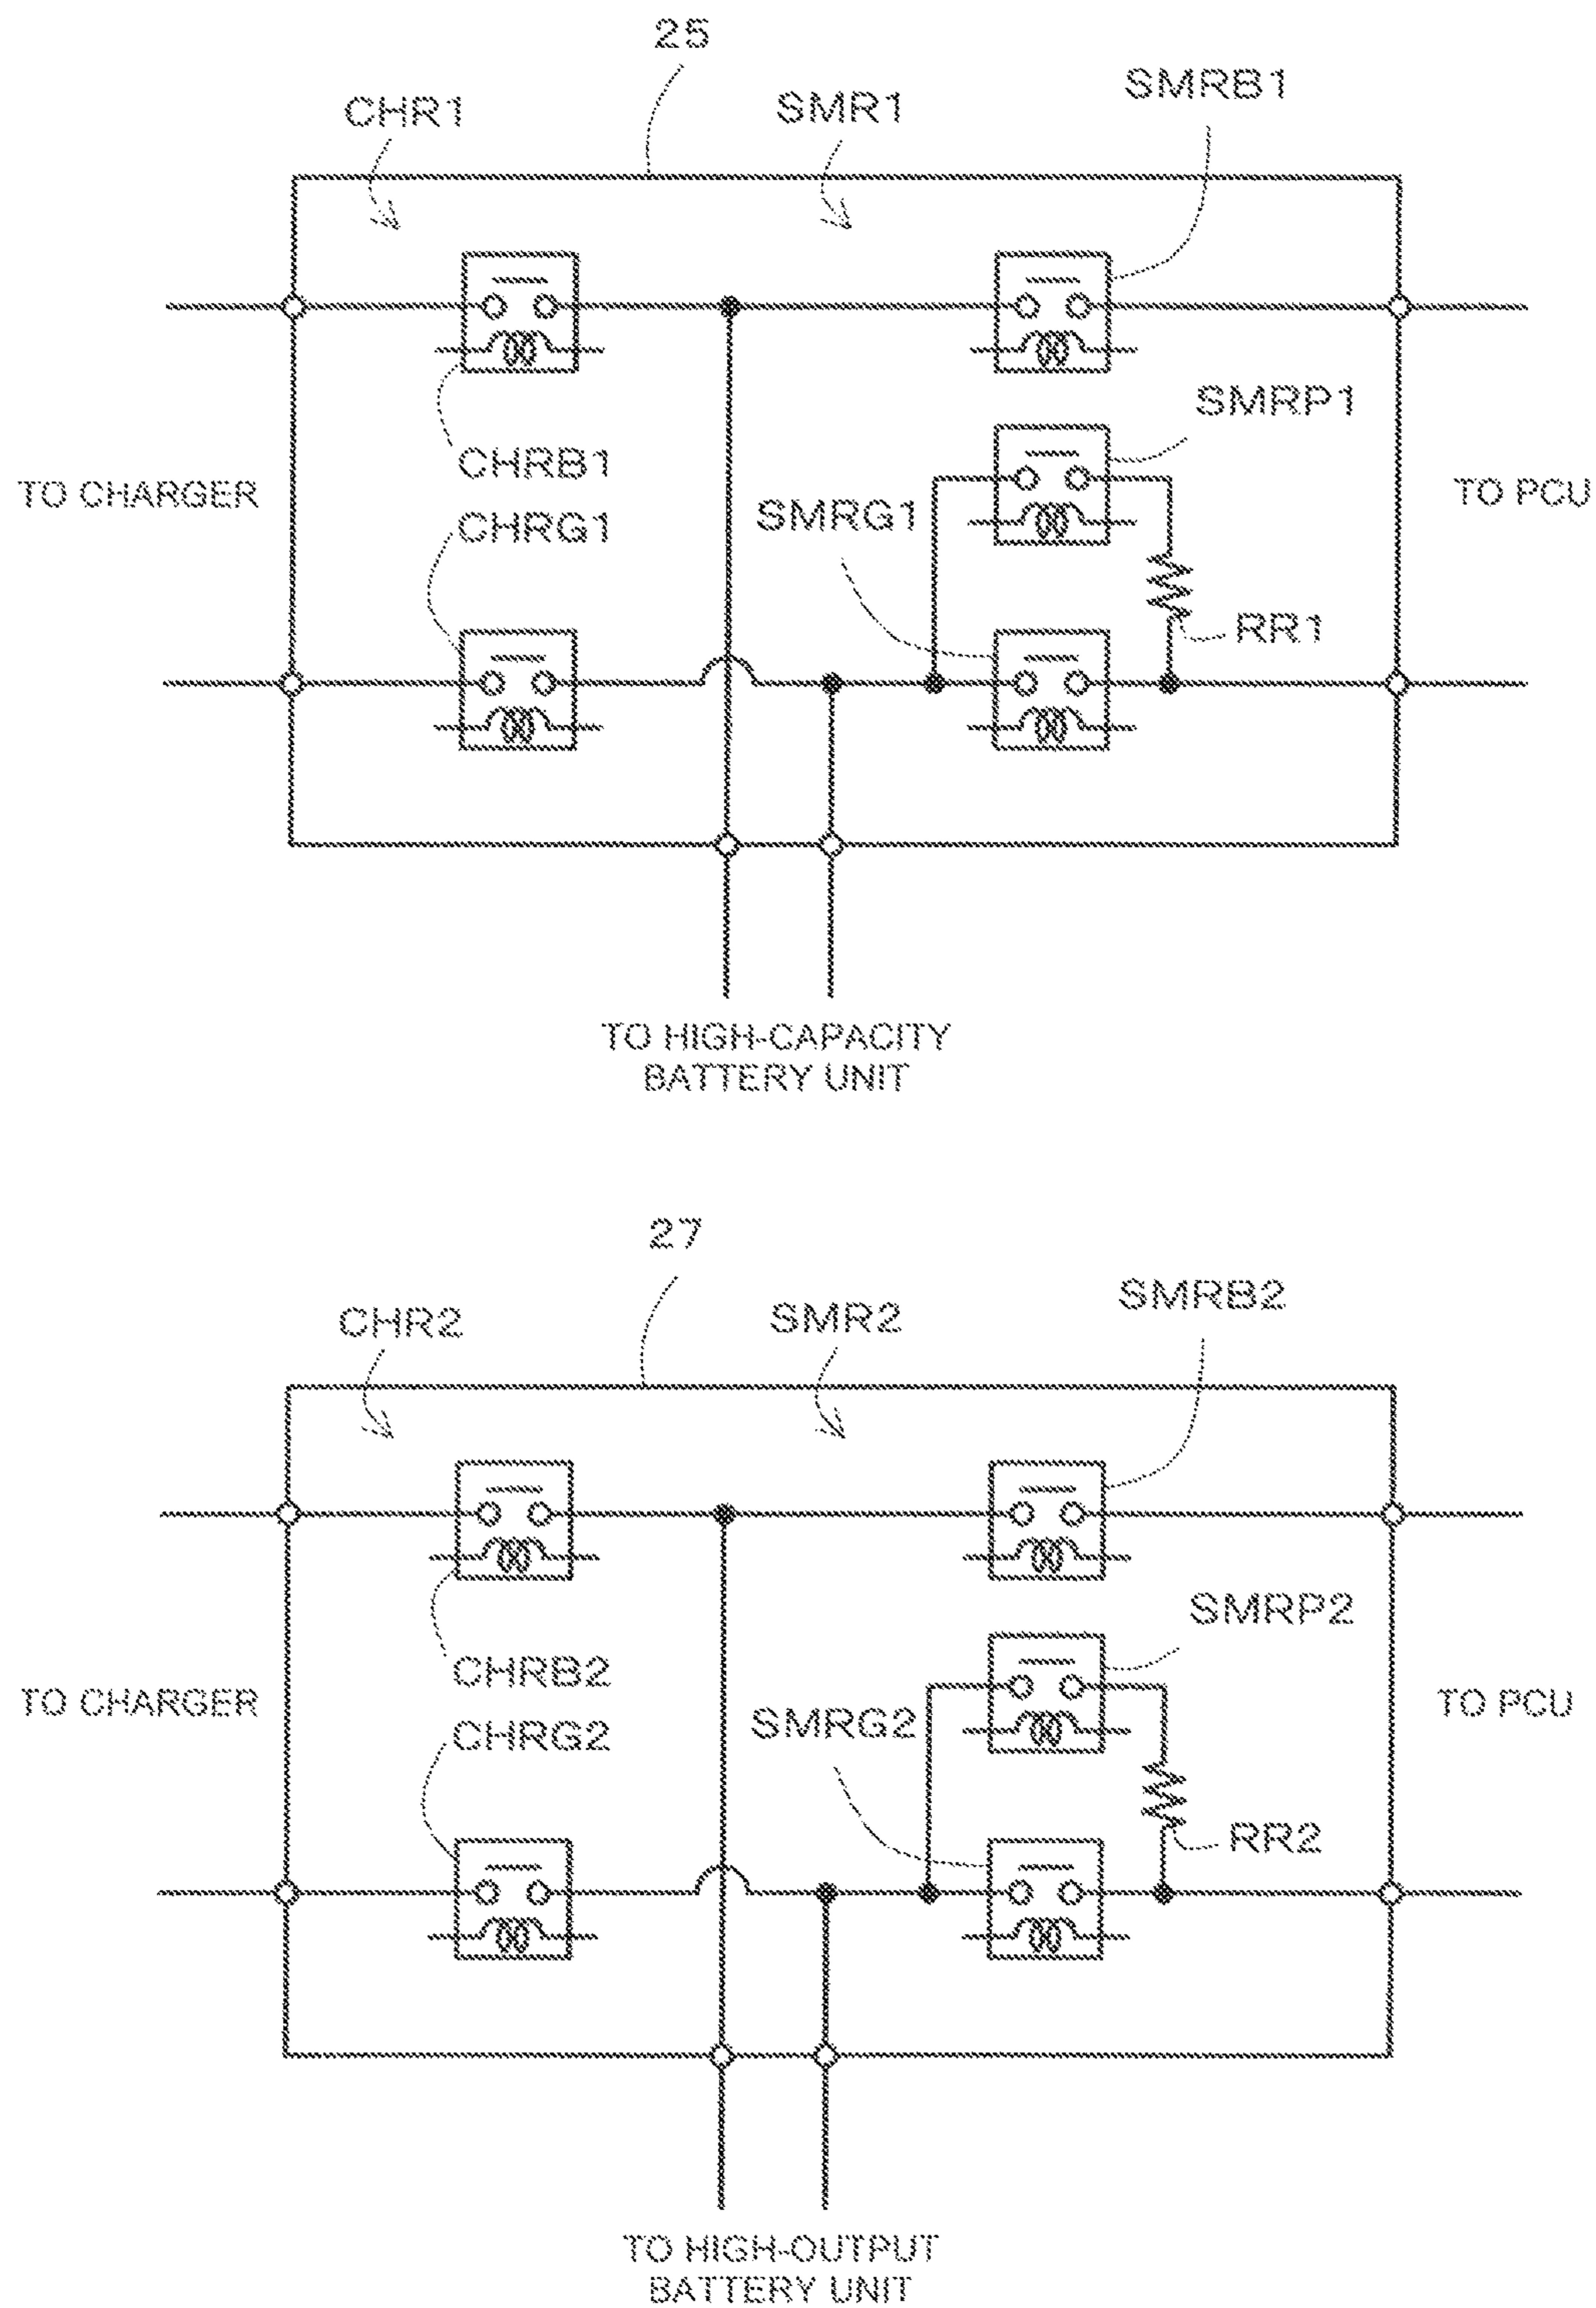 25
CHR1
SMR1
SMRB1
SMRP1
CHRB1
TO CHARGER
TO PCU
CHRG1
SMRG1
RR1
TO HIGH-CAPACITY
BATTERY UNIT
27
CHR2
SMR2
SMRB2
SMRP2
CHRB2
TO CHARGER
TO PCU
CHRG2
SMRG2
RR2
TO HIGH-OUTPUT
BATTERY UNIT